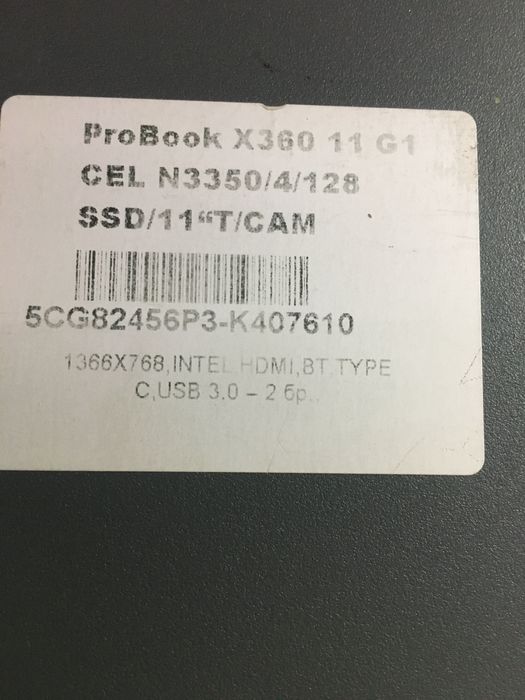 ProBook X360 11 G1
CEL N3350/4/128
SSD/11“T/CAM
5CG82456P3-K407610
1366X768,INTEL HDMI,BT,TYPE
C,USB 3.0 – 2 бр.,